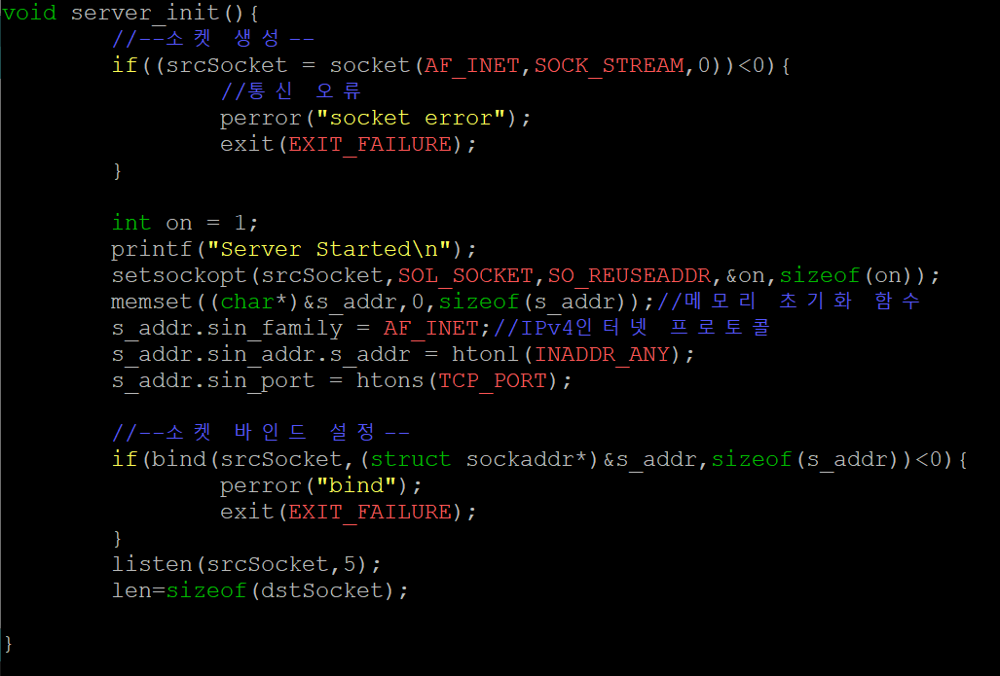 void server_init(){
        //--소켓 생성--
        if((srcSocket = socket(AF_INET,SOCK_STREAM,0))<0){
                //통신 오류
                perror("socket error");
                exit(EXIT_FAILURE);
        }

        int on = 1;
        printf("Server Started\n");
        setsockopt(srcSocket,SOL_SOCKET,SO_REUSEADDR,&on,sizeof(on));
        memset((char*)&s_addr,0,sizeof(s_addr));//메모리 초기화 함수
        s_addr.sin_family = AF_INET;//IPv4인터넷 프로토콜
        s_addr.sin_addr.s_addr = htonl(INADDR_ANY);
        s_addr.sin_port = htons(TCP_PORT);

        //--소켓 바인드 설정--
        if(bind(srcSocket,(struct sockaddr*)&s_addr,sizeof(s_addr))<0){
                perror("bind");
                exit(EXIT_FAILURE);
        }
        listen(srcSocket,5);
        len=sizeof(dstSocket);

}